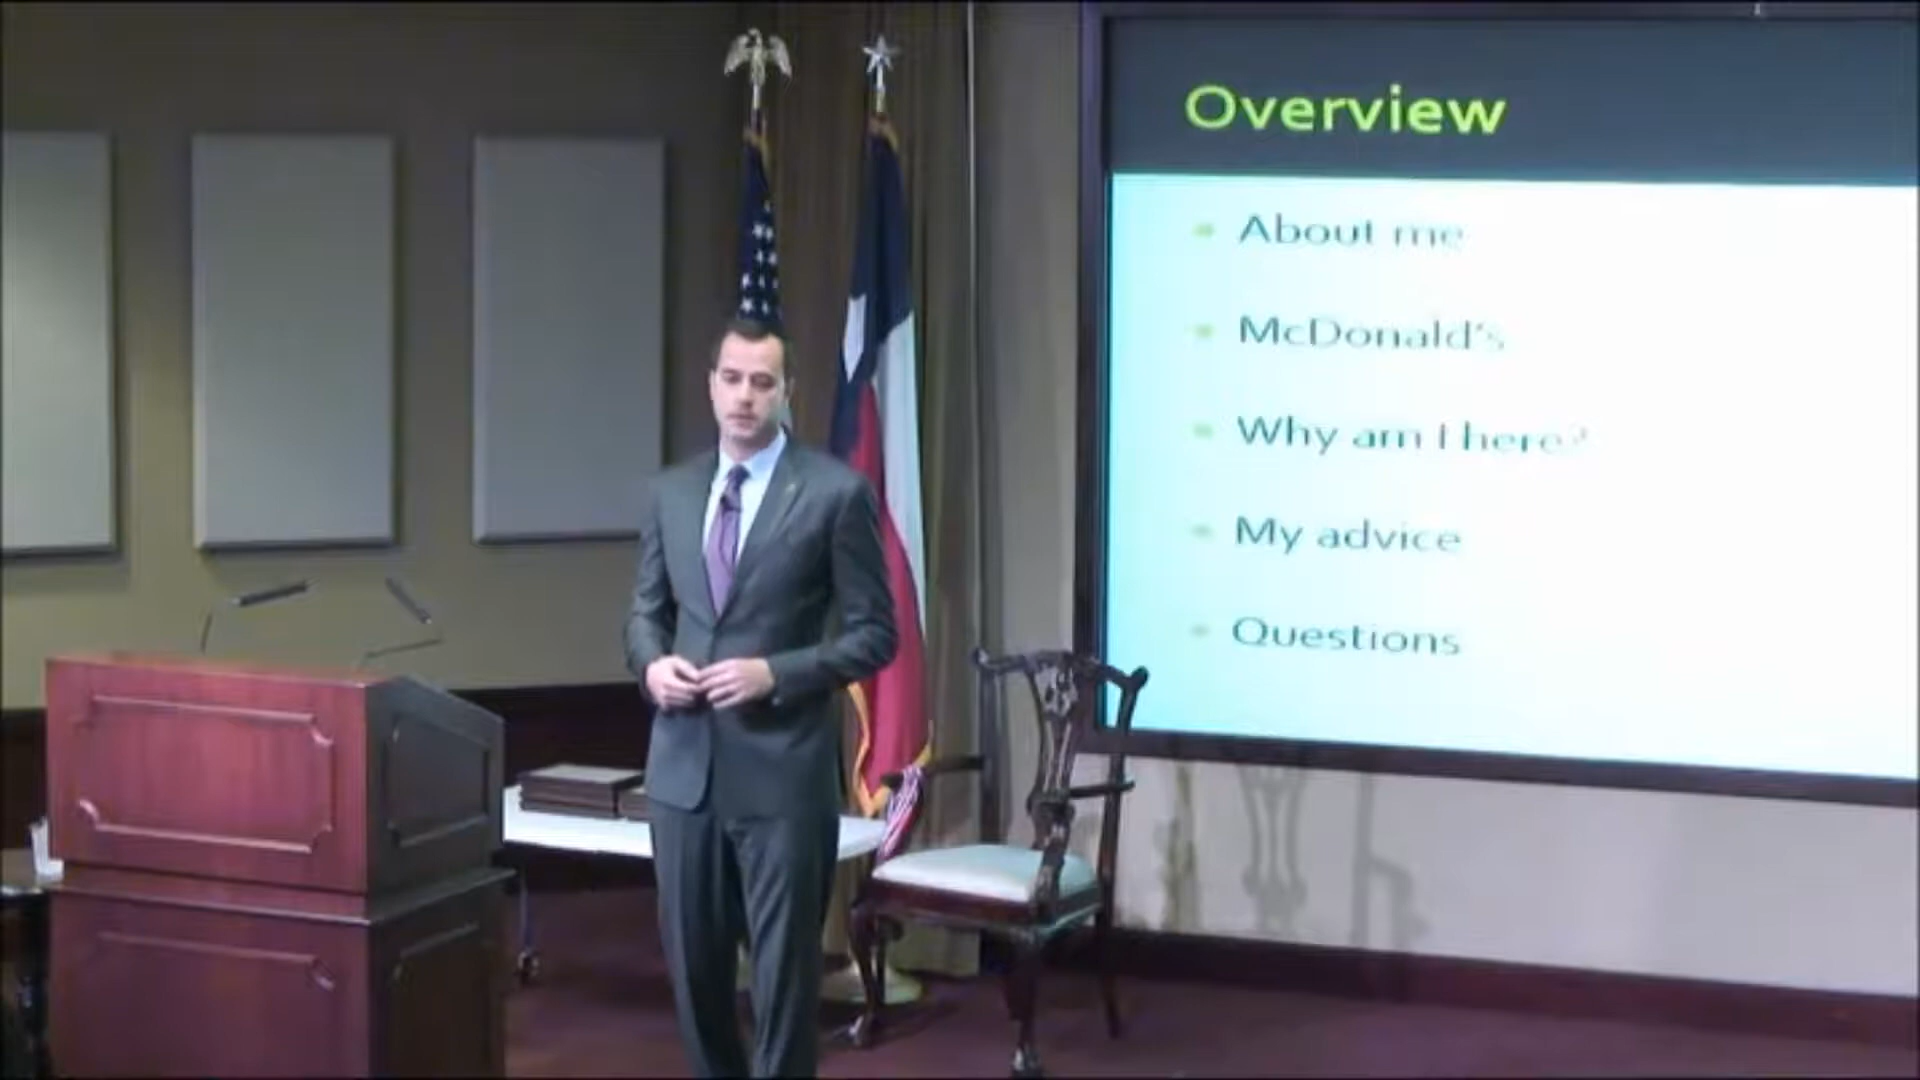 Overview
About me
McDonald's
Why am I here?
My advice
Questions